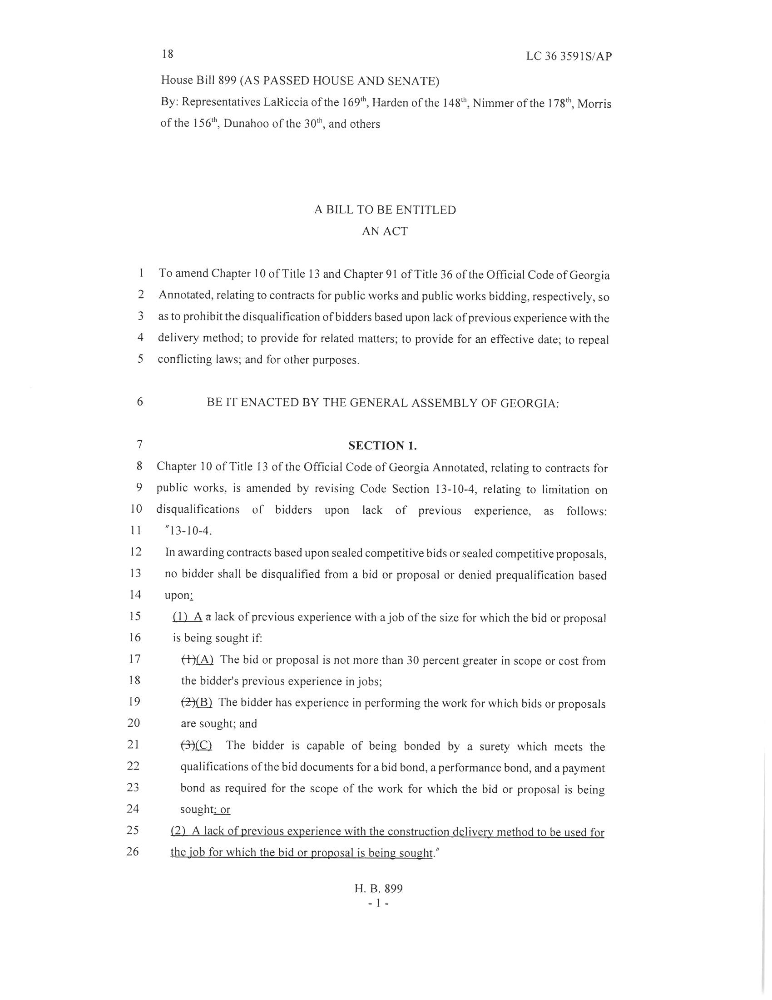 18
LC 36 3591S/AP
House Bill 899 (AS PASSED HOUSE AND SENATE)
By: Representatives LaRiccia of the 169th, Harden of the 148th, Nimmer of the 178th, Morris
of the 156th, Dunahoo of the 30th, and others
A BILL TO BE ENTITLED
AN ACT
1 To amend Chapter 10 of Title 13 and Chapter 91 of Title 36 of the Official Code of Georgia
2 Annotated, relating to contracts for public works and public works bidding, respectively, so
3 as to prohibit the disqualification of bidders based upon lack of previous experience with the
4 delivery method; to provide for related matters; to provide for an effective date; to repeal
5 conflicting laws; and for other purposes.
6 BE IT ENACTED BY THE GENERAL ASSEMBLY OF GEORGIA:
7 SECTION 1.
8 Chapter 10 of Title 13 of the Official Code of Georgia Annotated, relating to contracts for
9 public works, is amended by revising Code Section 13-10-4, relating to limitation on
10 disqualifications of bidders upon lack of previous experience, as follows:
11 "13-10-4.
12 In awarding contracts based upon sealed competitive bids or sealed competitive proposals,
13 no bidder shall be disqualified from a bid or proposal or denied prequalification based
14 upon:
15 (1) A a lack of previous experience with a job of the size for which the bid or proposal
16 is being sought if:
17 (1)(A) The bid or proposal is not more than 30 percent greater in scope or cost from
18 the bidder's previous experience in jobs;
19 (2)(B) The bidder has experience in performing the work for which bids or proposals
20 are sought; and
21 (3)(C) The bidder is capable of being bonded by a surety which meets the
22 qualifications of the bid documents for a bid bond, a performance bond, and a payment
23 bond as required for the scope of the work for which the bid or proposal is being
24 sought; or
25 (2) A lack of previous experience with the construction delivery method to be used for
26 the job for which the bid or proposal is being sought."
H. B. 899
- 1 -